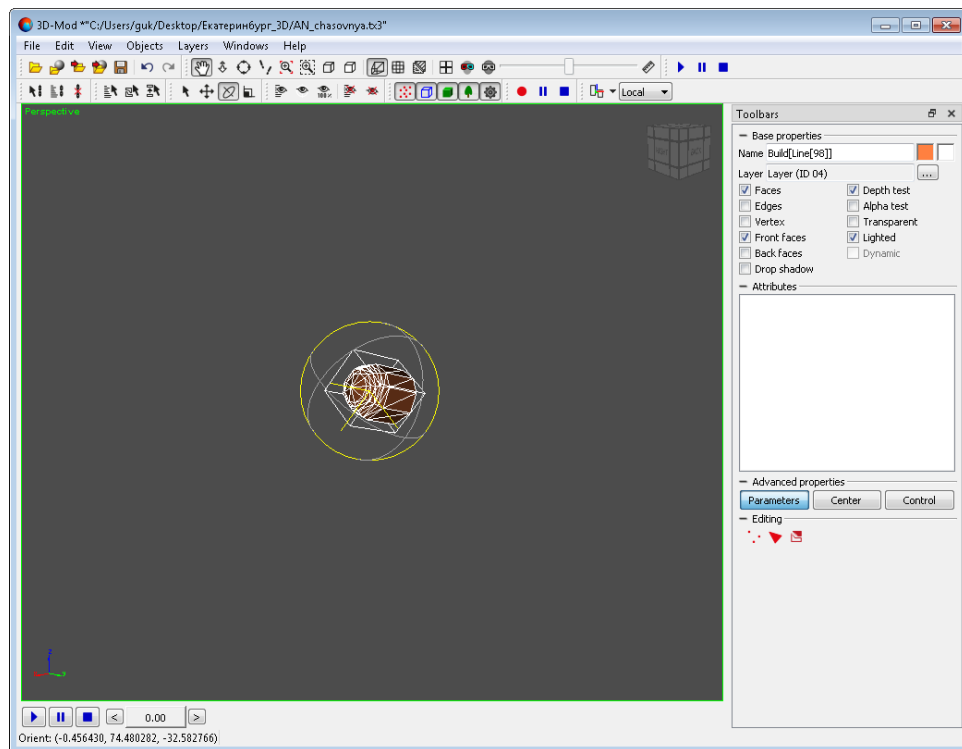 3D-Mod *"C:/Users/guk/Desktop/Екатеринбург_3D/AN_chasovnya.tx3"
File Edit View Objects Layers Windows Help
100%
Local
Perspective
Toolbars
Base properties
Name Build[Line[98]]
Layer Layer (ID 04) ...
Faces Depth test
Edges Alpha test
Vertex Transparent
Front faces Lighted
Back faces Dynamic
Drop shadow
Attributes
Advanced properties
Parameters Center Control
Editing
z
< 0.00 >
Orient: (-0.456430, 74.480282, -32.582766)